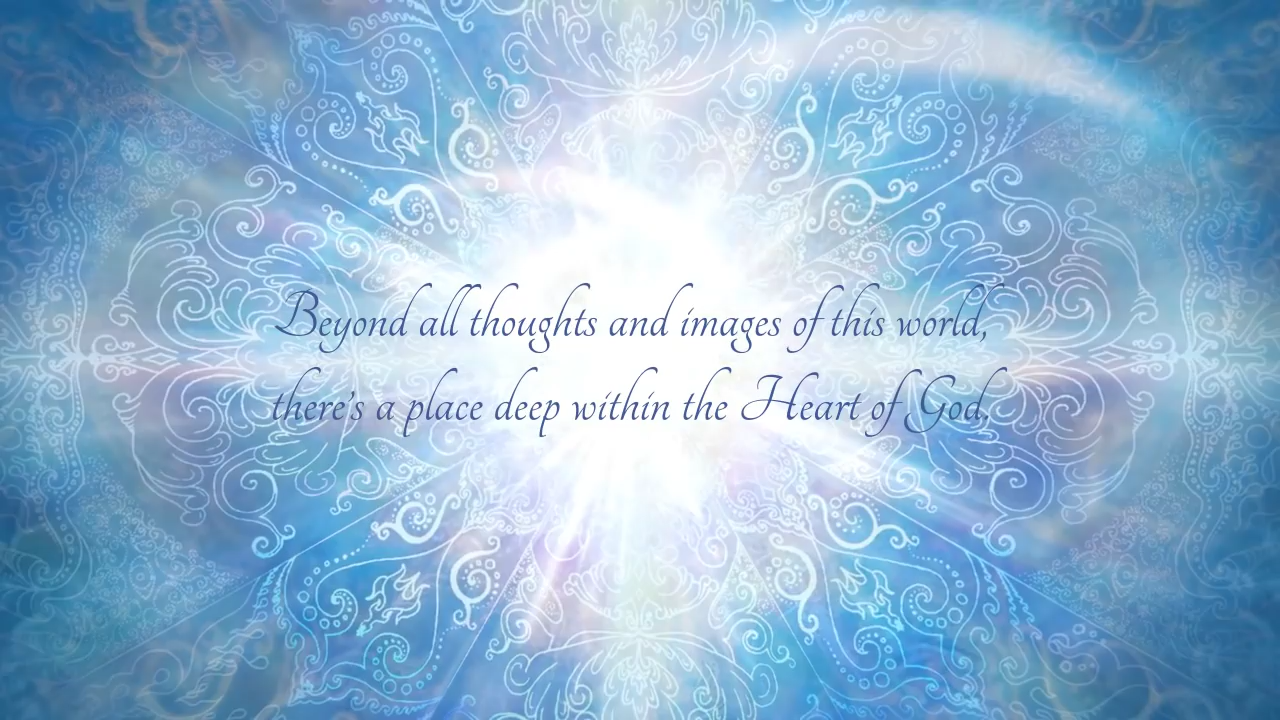 Beyond all thoughts and images of this world,
there's a place deep within the Heart of God.